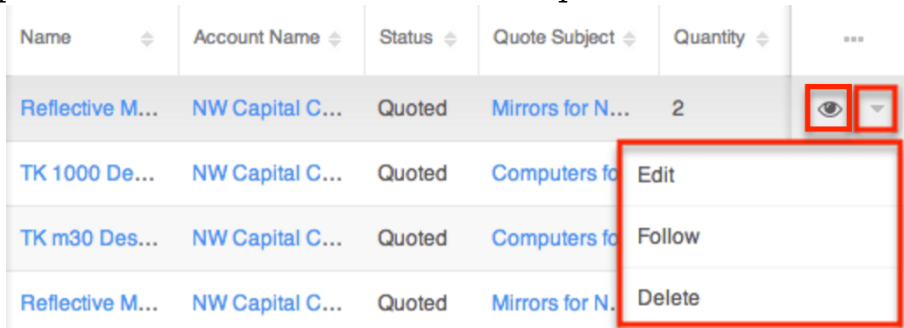 Name Account Name Status Quote Subject Quantity
Reflective M... NW Capital C... Quoted Mirrors for N... 2
TK 1000 De... NW Capital C... Quoted Computers fo
Edit
TK m30 Des... NW Capital C... Quoted Computers fo
Follow
Reflective M... NW Capital C... Quoted Mirrors for N.
Delete